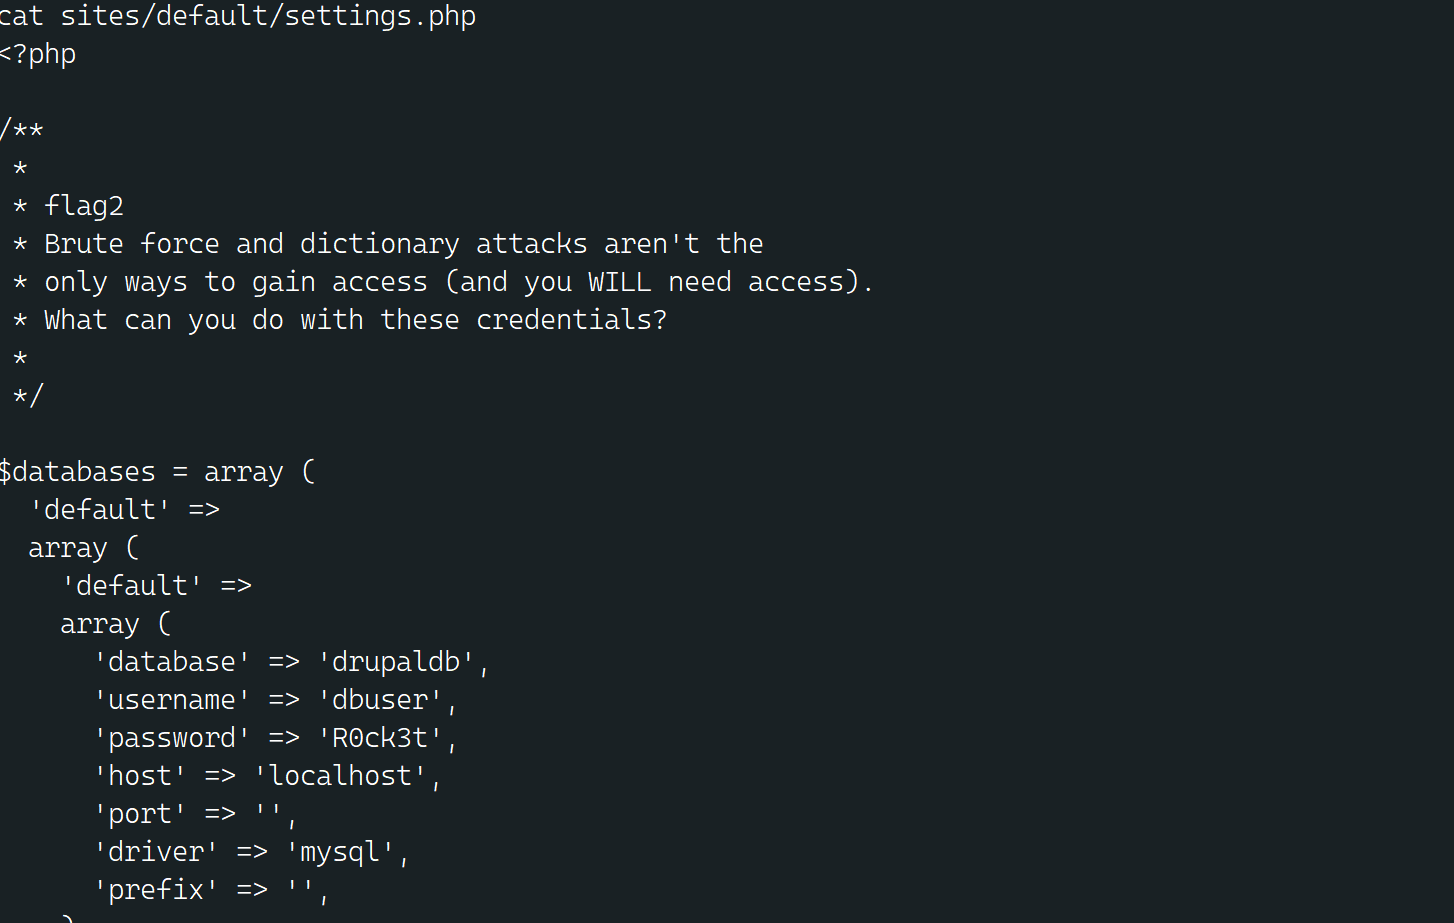 cat sites/default/settings.php
<?php
/**
 *
 * flag2
 * Brute force and dictionary attacks aren't the
 * only ways to gain access (and you WILL need access).
 * What can you do with these credentials?
 *
 */
$databases = array (
  'default' =>
  array (
    'default' =>
    array (
      'database' => 'drupaldb',
      'username' => 'dbuser',
      'password' => 'R0ck3t',
      'host' => 'localhost',
      'port' => '',
      'driver' => 'mysql',
      'prefix' => '',
    )